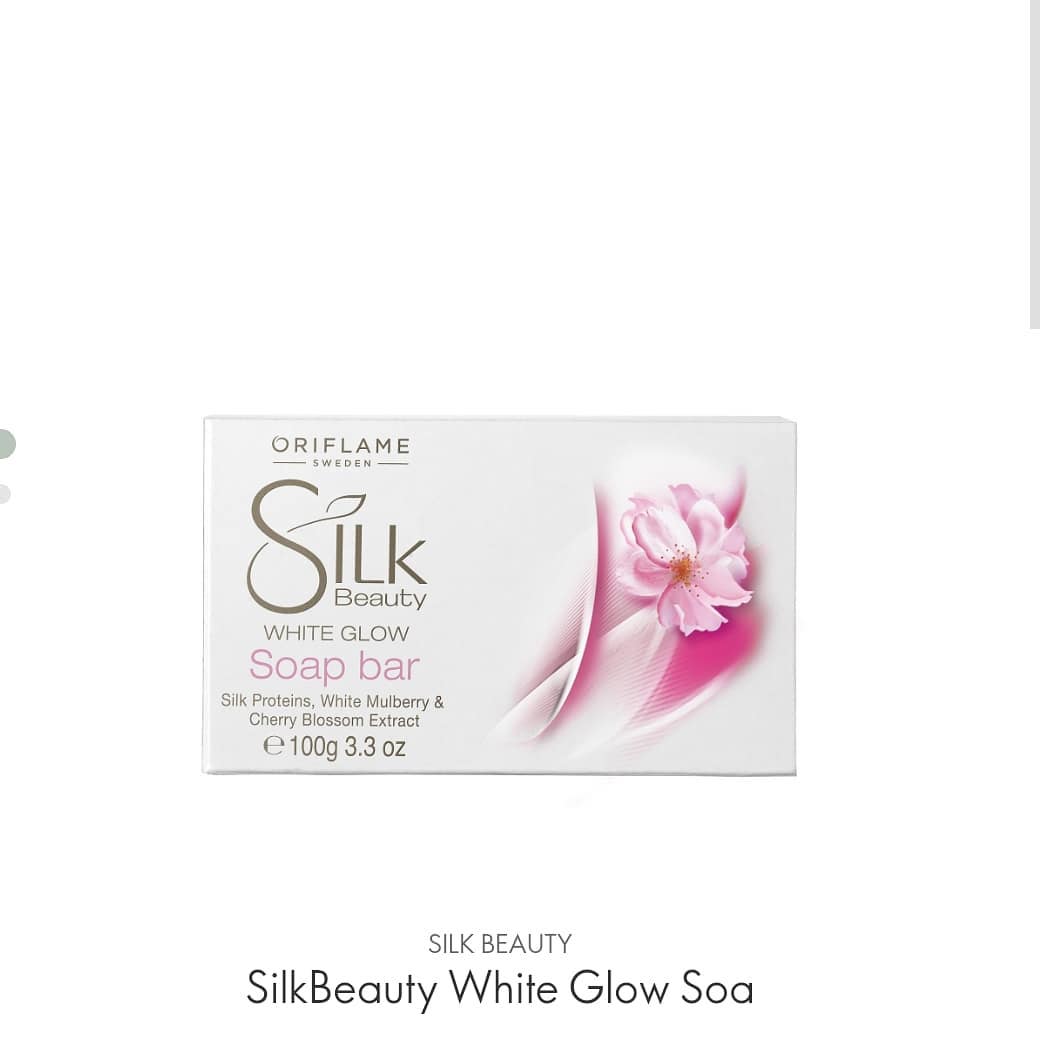 ORIFLAME
SWEDEN
SILK
Beauty
WHITE GLOW
Soap bar
Silk Proteins, White Mulberry &
Cherry Blossom Extract
℮ 100g 3.3 oz
SILK BEAUTY
SilkBeauty White Glow Soa